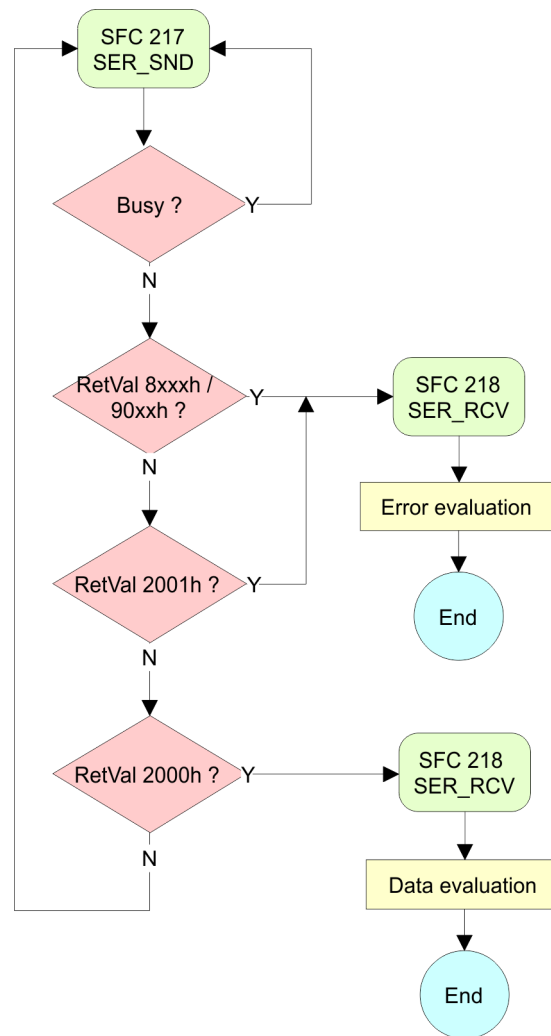 SFC 217
SER_SND
Busy ?
Y
N
RetVal 8xxxh /
90xxh ?
Y
SFC 218
SER_RCV
N
Error evaluation
RetVal 2001h ?
Y
End
N
RetVal 2000h ?
Y
SFC 218
SER_RCV
N
Data evaluation
End